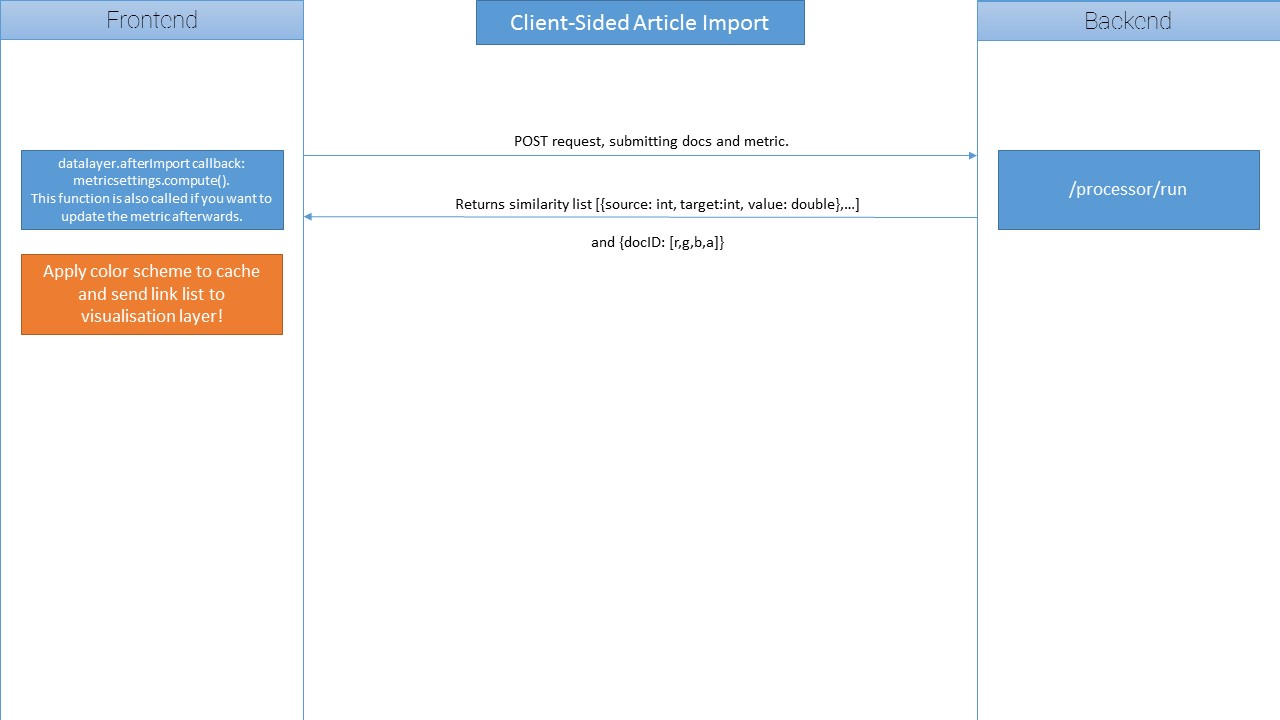 Frontend
Client-Sided Article Import
Backend
POST request, submitting docs and metric.
datalayer.afterImport callback:
metricsettings.compute().
This function is also called if you want to
update the metric afterwards.
/processor/run
Returns similarity list [{source: int, target:int, value: double},…]
and {docID: [r,g,b,a]}
Apply color scheme to cache
and send link list to
visualisation layer!